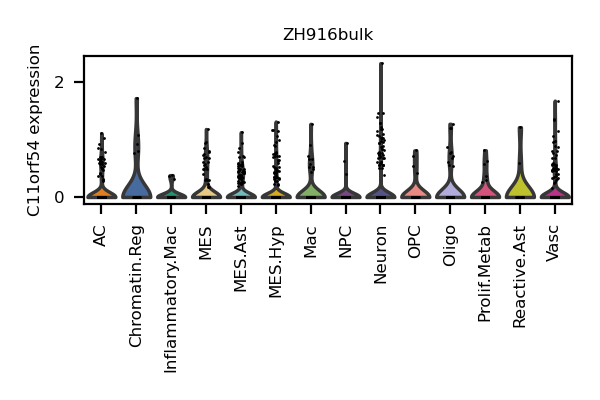 ZH916bulk
C11orf54 expression
2
0
AC
Chromatin.Reg
Inflammatory.Mac
MES
MES.Ast
MES.Hyp
Mac
NPC
Neuron
OPC
Oligo
Prolif.Metab
Reactive.Ast
Vasc